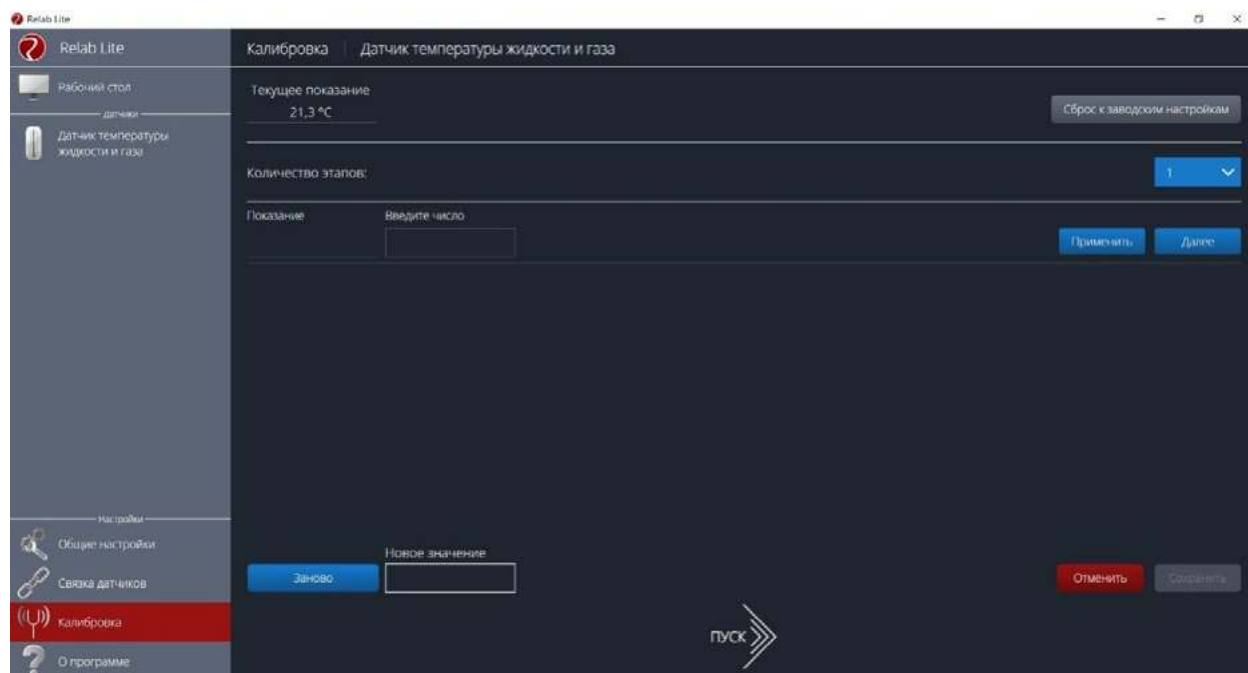 Relab Lite
Relab Lite
Калибровка
Датчик температуры жидкости и газа
Рабочий стол
Датчики
Датчик температуры
жидкости и газа
Текущее показание
21,3 °C
Сброс к заводским настройкам
Количество этапов:
1
Показание
Введите число
Применить
Далее
Настройки
Общие настройки
Связка датчиков
Калибровка
О программе
Новое значение
Заново
Отменить
Сохранить
ПУСК